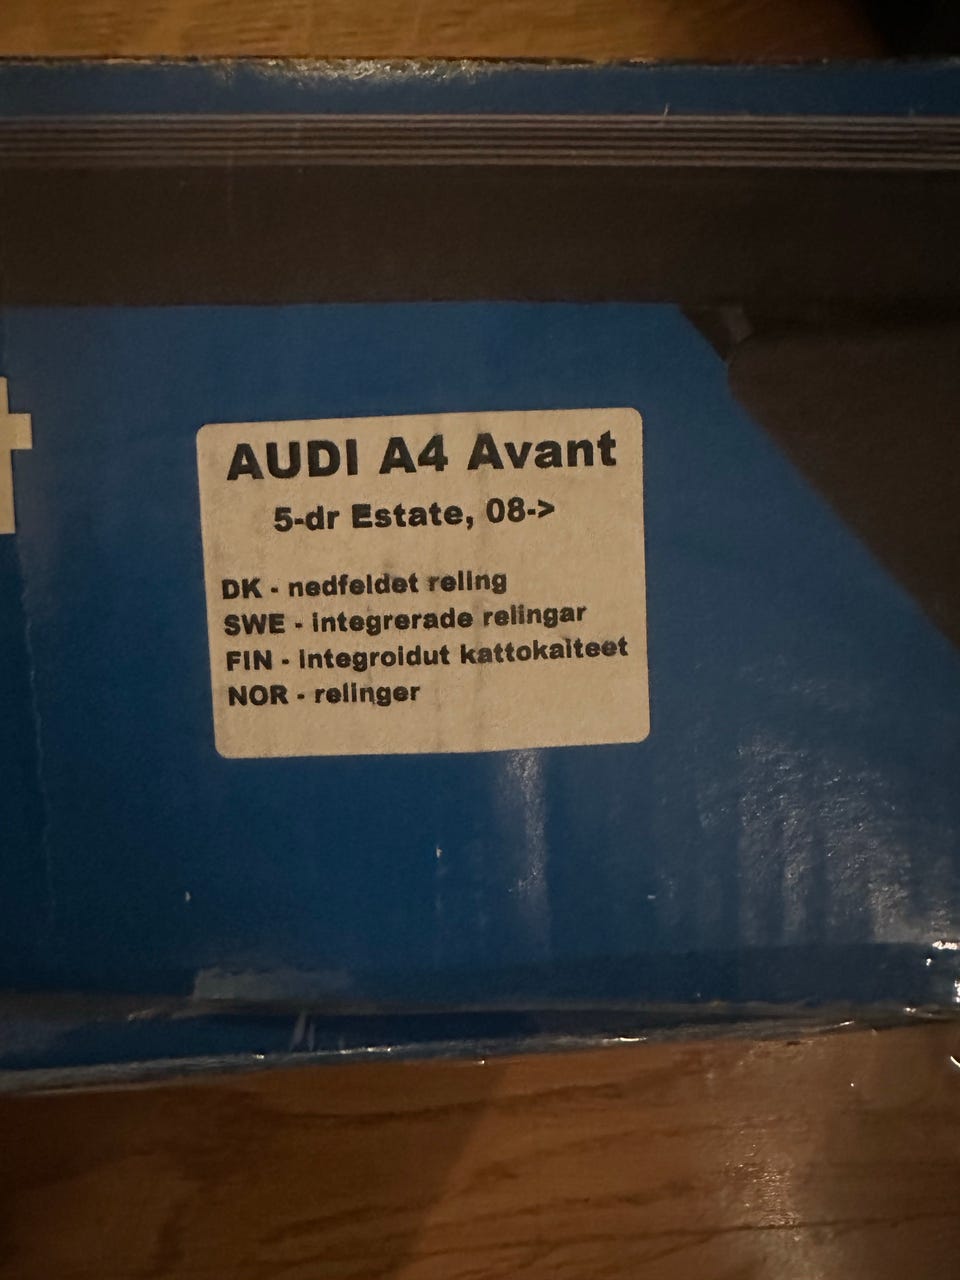 AUDI A4 Avant
5-dr Estate, 08->
DK - nedfeldet reling
SWE - integrerade relingar
FIN - integroidut kattokaiteet
NOR - relinger